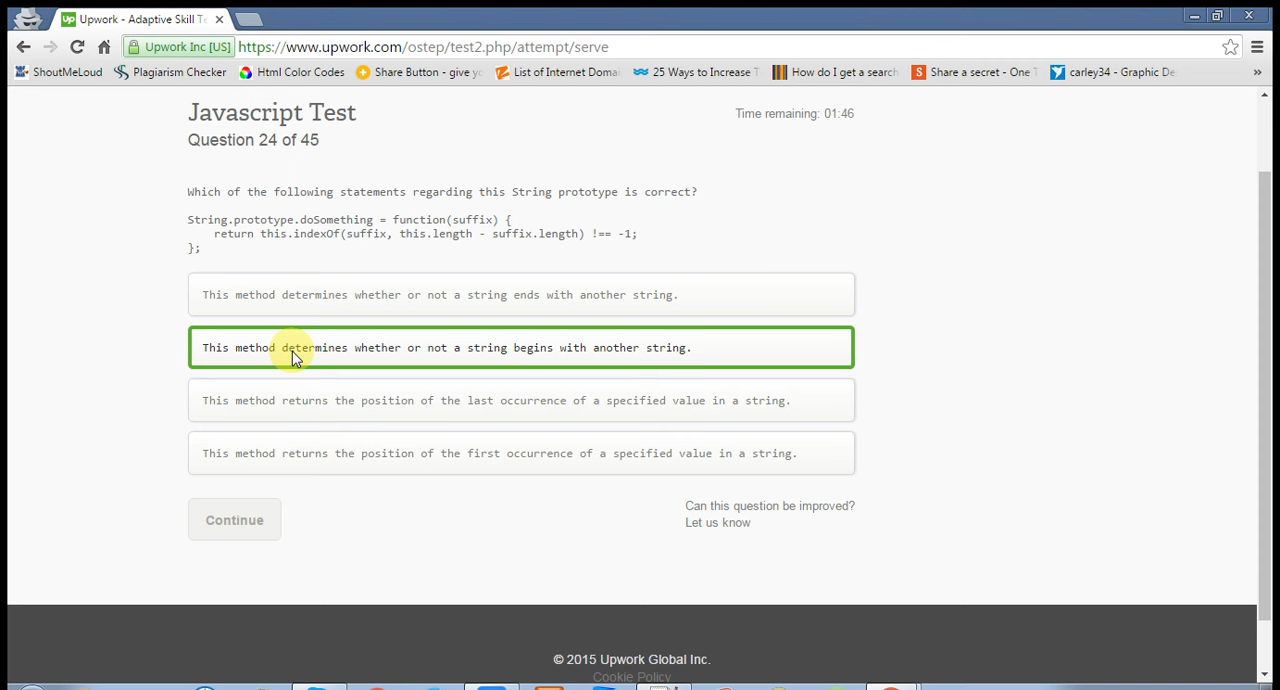 Upwork - Adaptive Skill Te
Upwork Inc [US] https://www.upwork.com/ostep/test2.php/attempt/serve
ShoutMeLoud Plagiarism Checker Html Color Codes Share Button - give yo List of Internet Domai 25 Ways to Increase T How do I get a search Share a secret - One T carley34 - Graphic De »
Javascript Test
Time remaining: 01:46
Question 24 of 45
Which of the following statements regarding this String prototype is correct?
String.prototype.doSomething = function(suffix) {
return this.indexOf(suffix, this.length - suffix.length) !== -1;
};
This method determines whether or not a string ends with another string.
This method determines whether or not a string begins with another string.
This method returns the position of the last occurrence of a specified value in a string.
This method returns the position of the first occurrence of a specified value in a string.
Continue
Can this question be improved?
Let us know
© 2015 Upwork Global Inc.
Cookie Policy